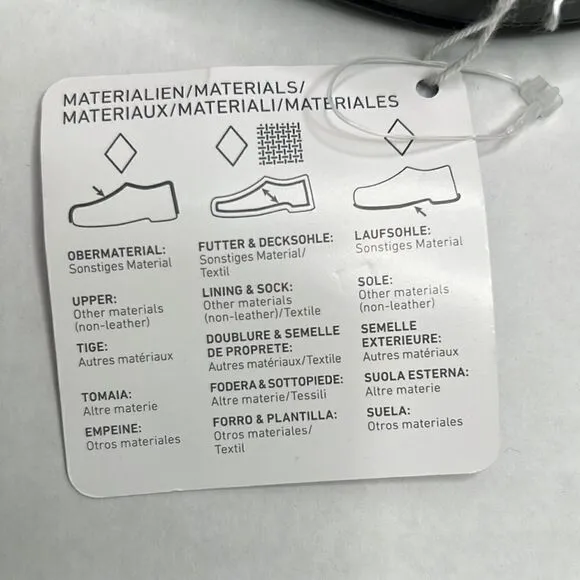 MATERIALIEN/MATERIALS/
MATERIAUX/MATERIALI/MATERIALES
OBERMATERIAL:
Sonstiges Material
UPPER:
Other materials
(non-leather)
TIGE:
Autres matériaux
TOMAIA:
Altre materie
EMPEINE:
Otros materiales
FUTTER & DECKSOHLE:
Sonstiges Material/
Textil
LINING & SOCK:
Other materials
(non-leather)/Textile
DOUBLURE & SEMELLE
DE PROPRETE:
Autres matériaux/Textile
FODERA & SOTTOPIEDE:
Altre materie/Tessili
FORRO & PLANTILLA:
Otros materiales/
Textil
LAUFSOHLE:
Sonstiges Material
SOLE:
Other materials
(non-leather)
SEMELLE
EXTERIEURE:
Autres matériaux
SUOLA ESTERNA:
Altre materie
SUELA:
Otros materiales